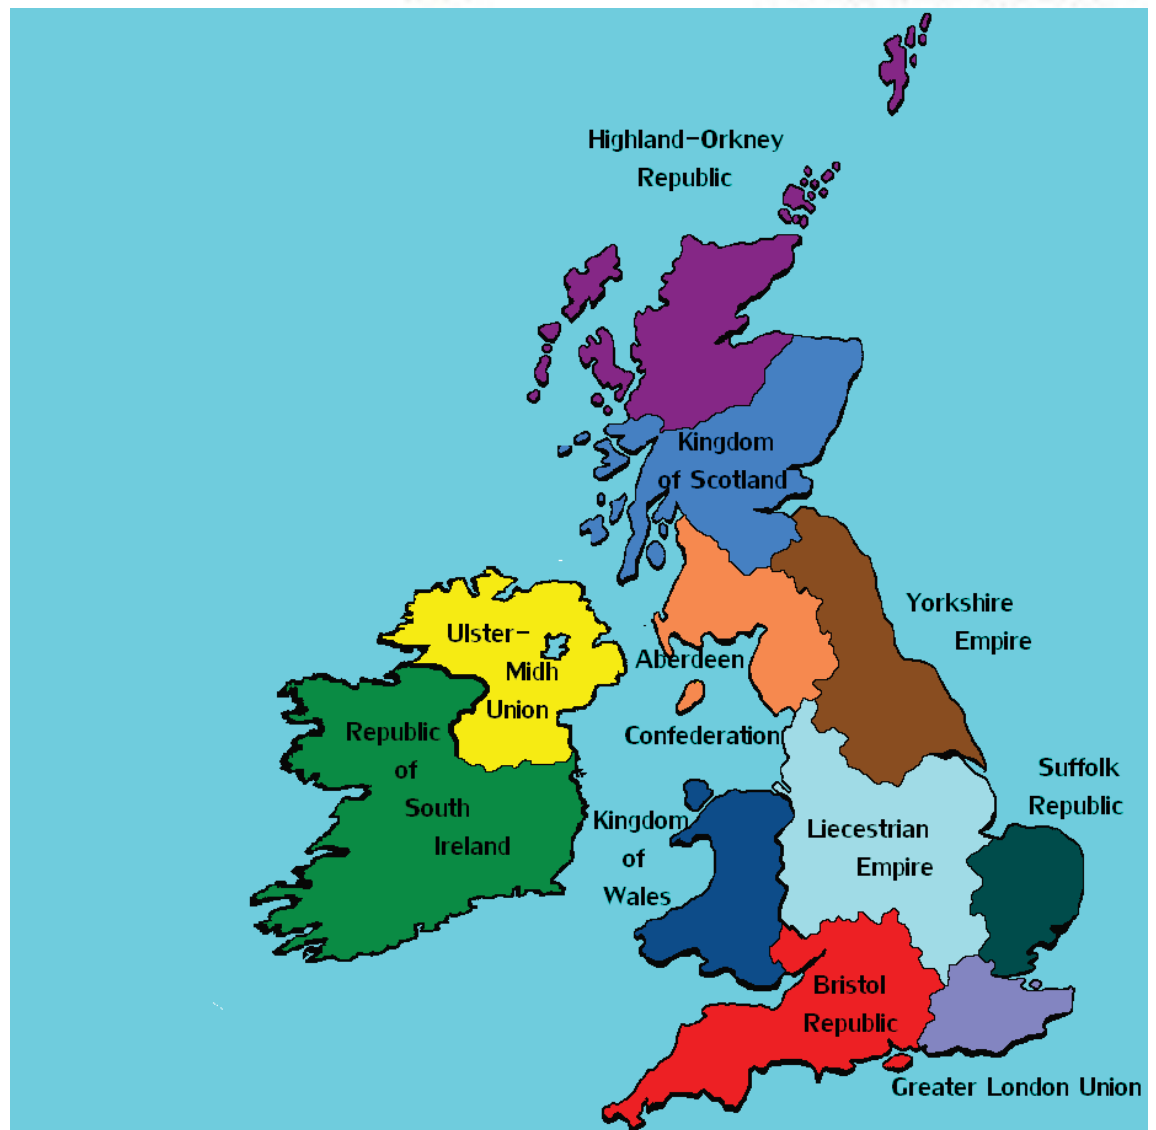 Highland-Orkney
Republic
Kingdom
of Scotland
Yorkshire
Empire
Ulster-
Midh
Union
Aberdeen
Confederation
Republic
of
South
Ireland
Suffolk
Republic
Kingdom
of
Wales
Liecestrian
Empire
Bristol
Republic
Greater London Union